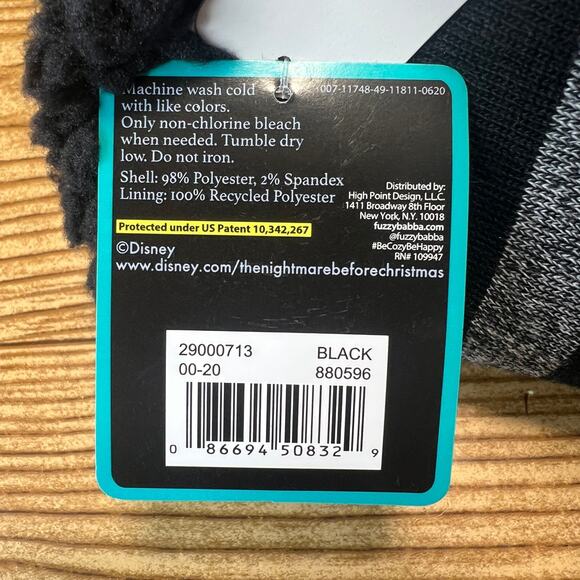 Machine wash cold
with like colors.
Only non-chlorine bleach
when needed. Tumble dry
low. Do not iron.
Shell: 98% Polyester, 2% Spandex
Lining: 100% Recycled Polyester
Protected under US Patent 10,342,267
©Disney
www.disney.com/thenightmarebeforechristmas
007-11748-49-11811-0620
Distributed by:
High Point Design, L.L.C.
1411 Broadway 8th Floor
New York, N.Y. 10018
fuzzybabba.com
@fuzzybabba
#BeCozyBeHappy
RN# 109947
29000713 BLACK
00-20 880596
0 86694 50832 9